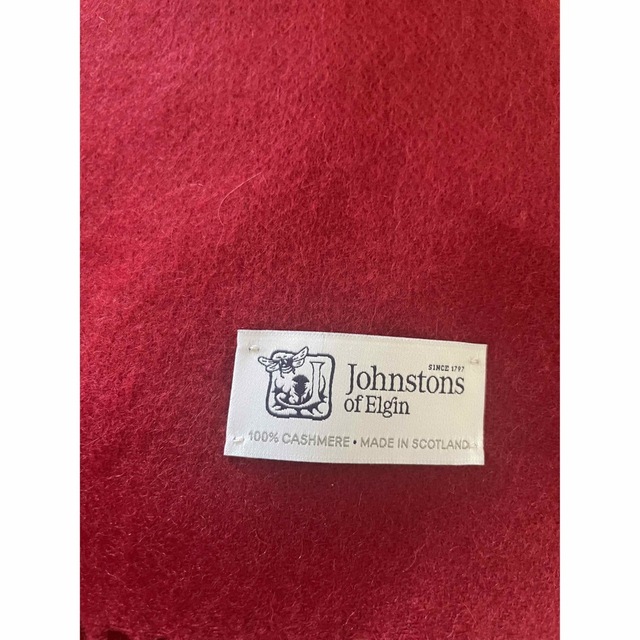 SINCE 1797
Johnstons
of Elgin
100% CASHMERE • MADE IN SCOTLAND